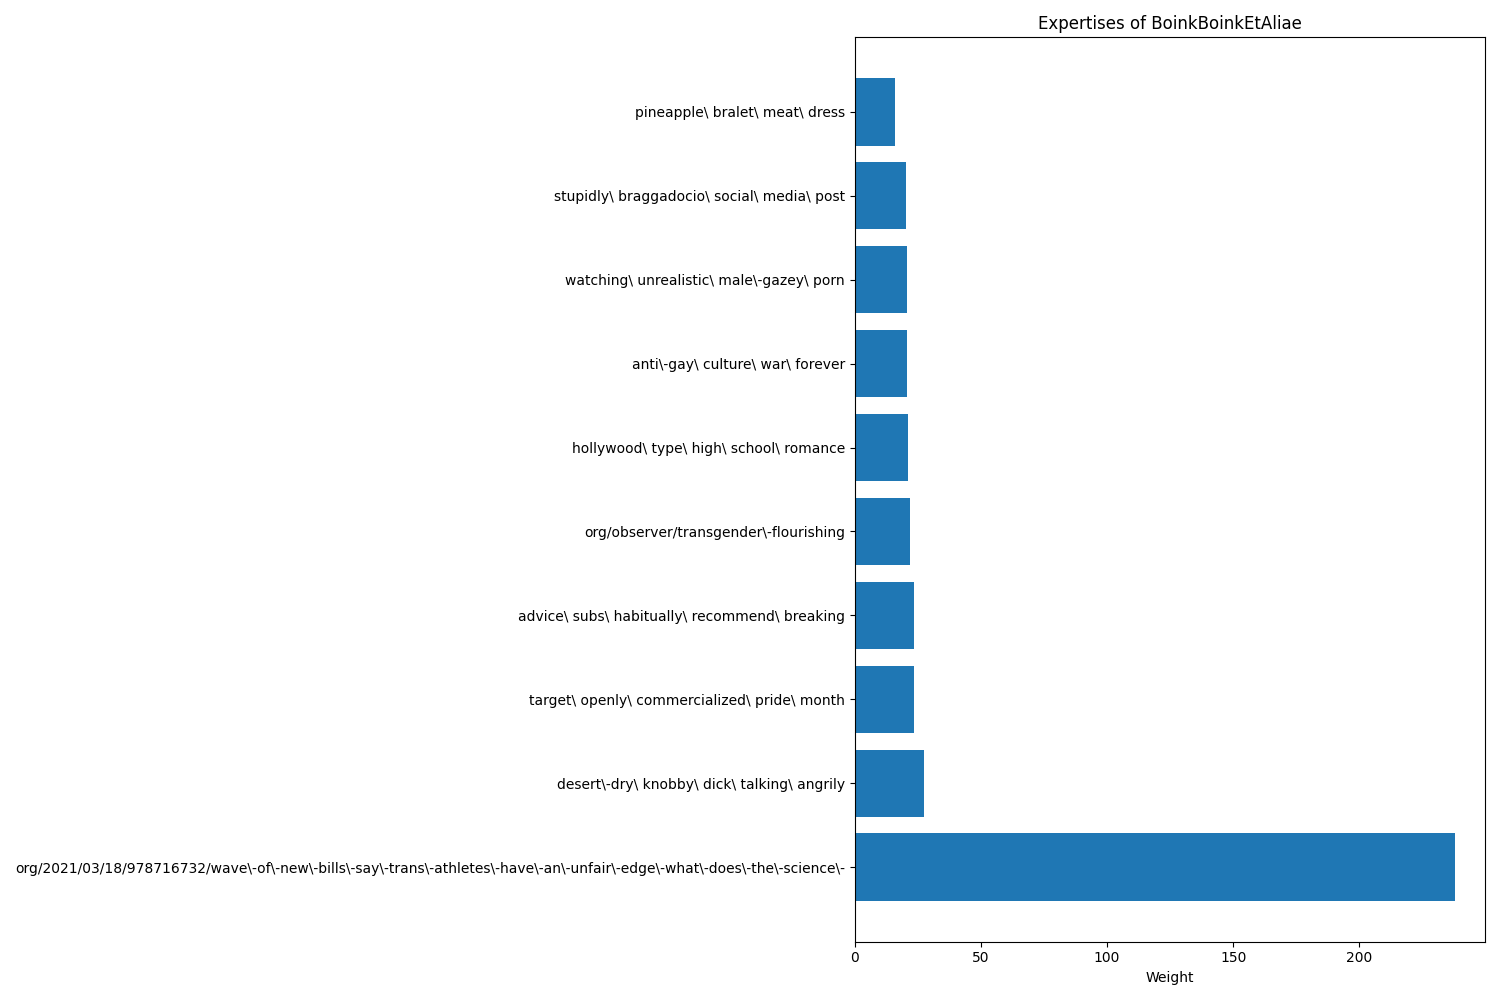 Expertises of BoinkBoinkEtAliae
pineapple\ bralet\ meat\ dress
stupidly\ braggadocio\ social\ media\ post
watching\ unrealistic\ male\-gazey\ porn
anti\-gay\ culture\ war\ forever
hollywood\ type\ high\ school\ romance
org/observer/transgender\-flourishing
advice\ subs\ habitually\ recommend\ breaking
target\ openly\ commercialized\ pride\ month
desert\-dry\ knobby\ dick\ talking\ angrily
org/2021/03/18/978716732/wave\-of\-new\-bills\-say\-trans\-athletes\-have\-an\-unfair\-edge\-what\-does\-the\-science\-
0 50 100 150 200
Weight